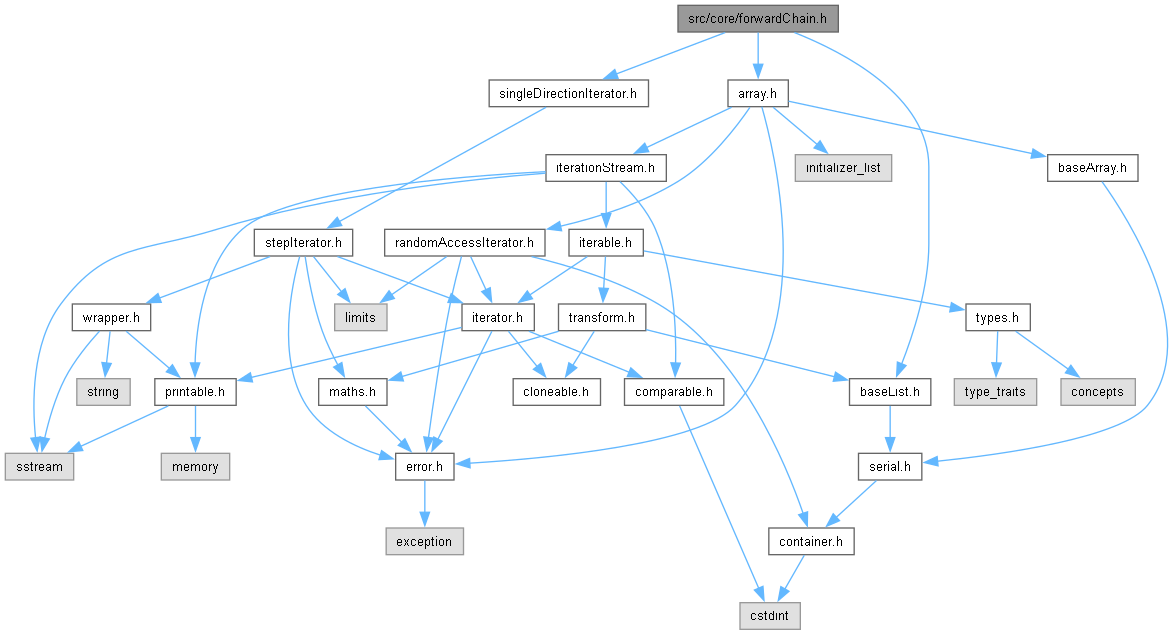 src/core/forwardChain.h
singleDirectionIterator.h
array.h
iterationStream.h
initializer_list
baseArray.h
stepIterator.h
randomAccessIterator.h
iterable.h
wrapper.h
limits
iterator.h
transform.h
types.h
string
printable.h
maths.h
cloneable.h
comparable.h
baseList.h
type_traits
concepts
sstream
memory
error.h
serial.h
exception
container.h
cstdint